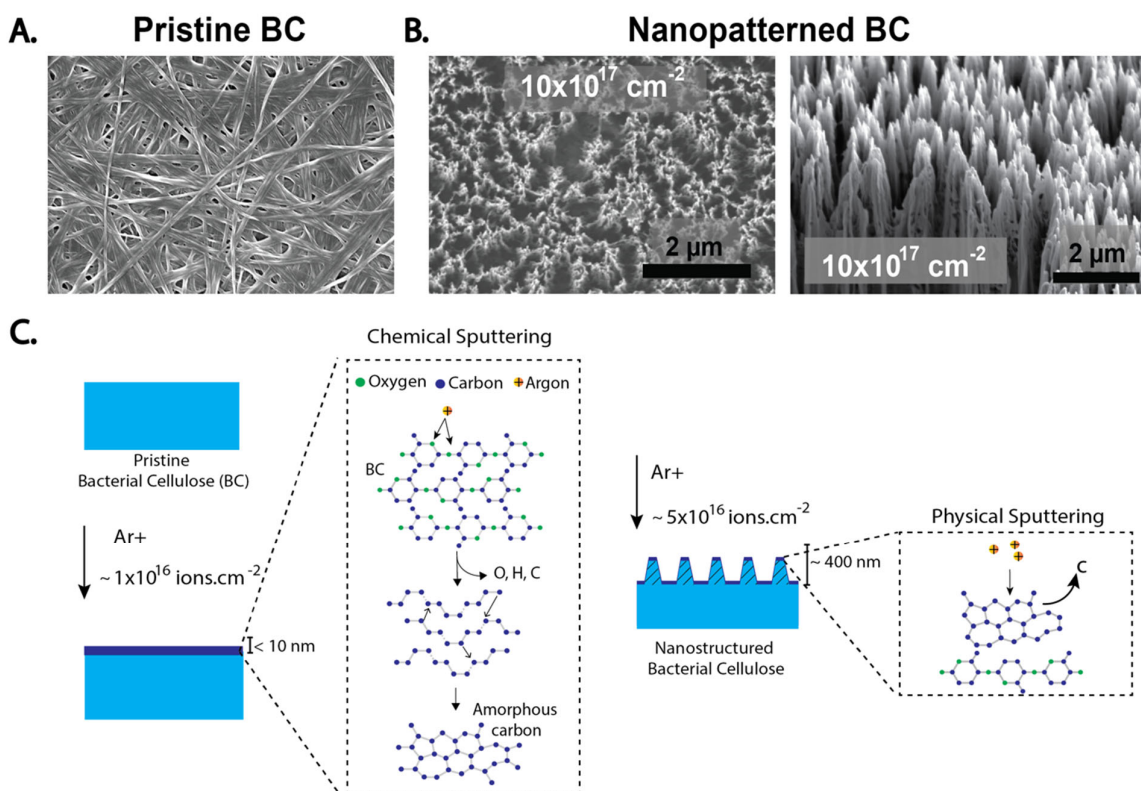 A.
Pristine BC
B.
Nanopatterned BC
10x10¹⁷ cm⁻²
2 µm
10x10¹⁷ cm⁻²
2 µm
C.
Chemical Sputtering
Oxygen Carbon Argon
BC
O, H, C
Amorphous
carbon
Pristine
Bacterial Cellulose (BC)
Ar+
~ 1x10¹⁶ ions.cm⁻²
< 10 nm
Ar+
~ 5x10¹⁶ ions.cm⁻²
~ 400 nm
Nanostructured
Bacterial Cellulose
Physical Sputtering
C